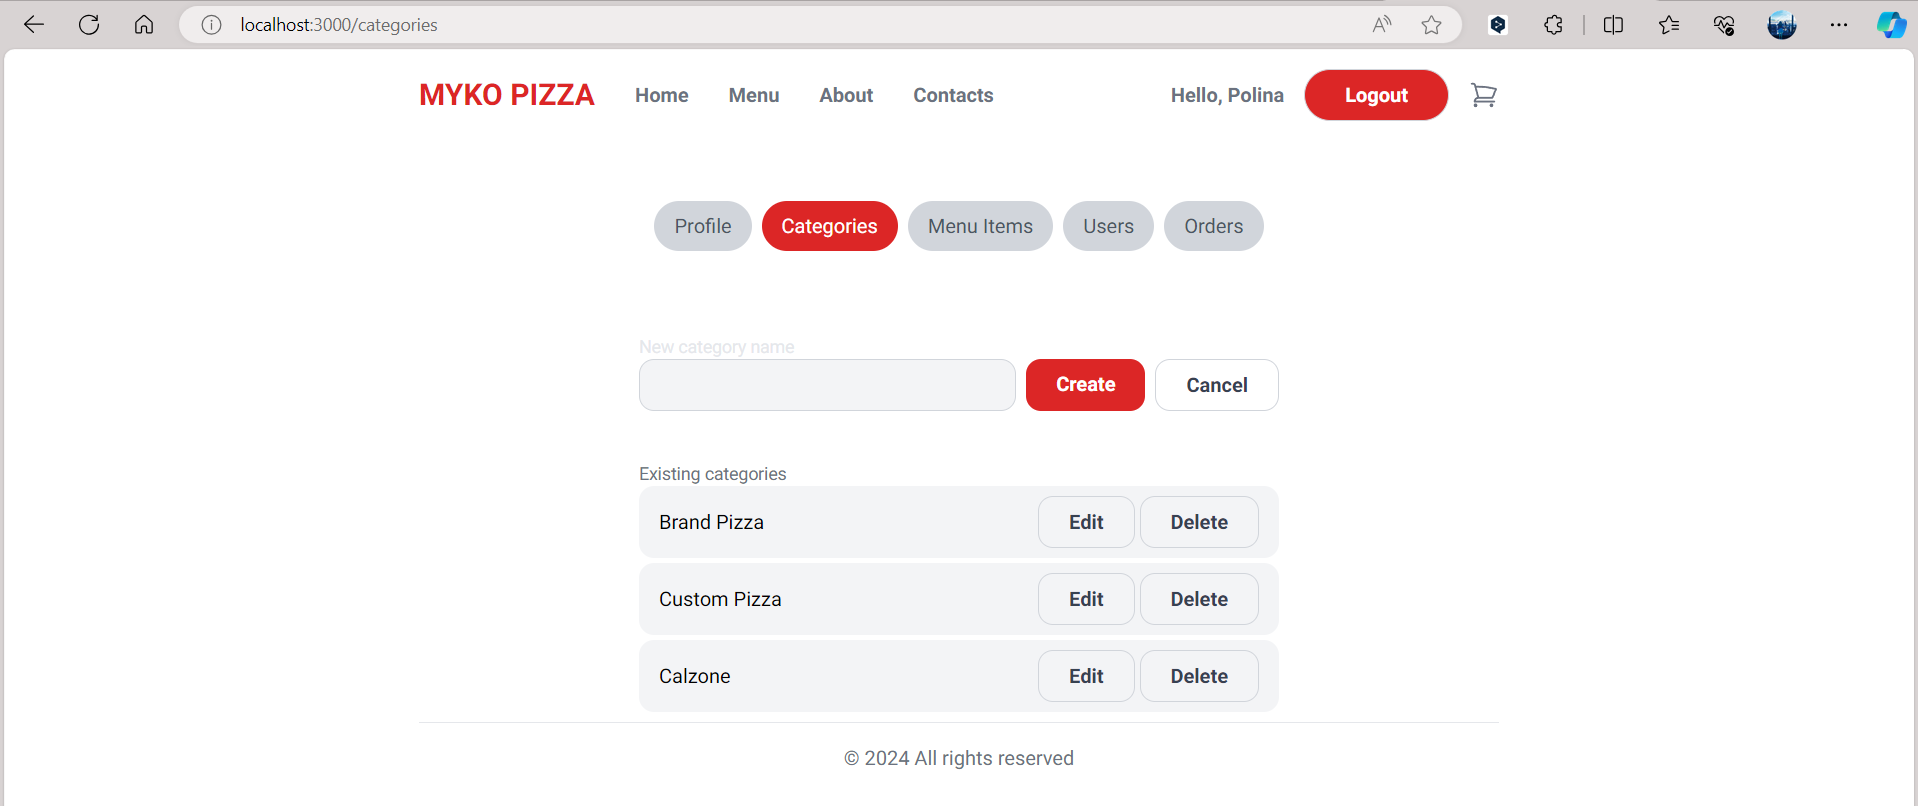 localhost:3000/categories
MYKO PIZZA Home Menu About Contacts Hello, Polina Logout
Profile Categories Menu Items Users Orders
New category name
Create Cancel
Existing categories
Brand Pizza Edit Delete
Custom Pizza Edit Delete
Calzone Edit Delete
© 2024 All rights reserved